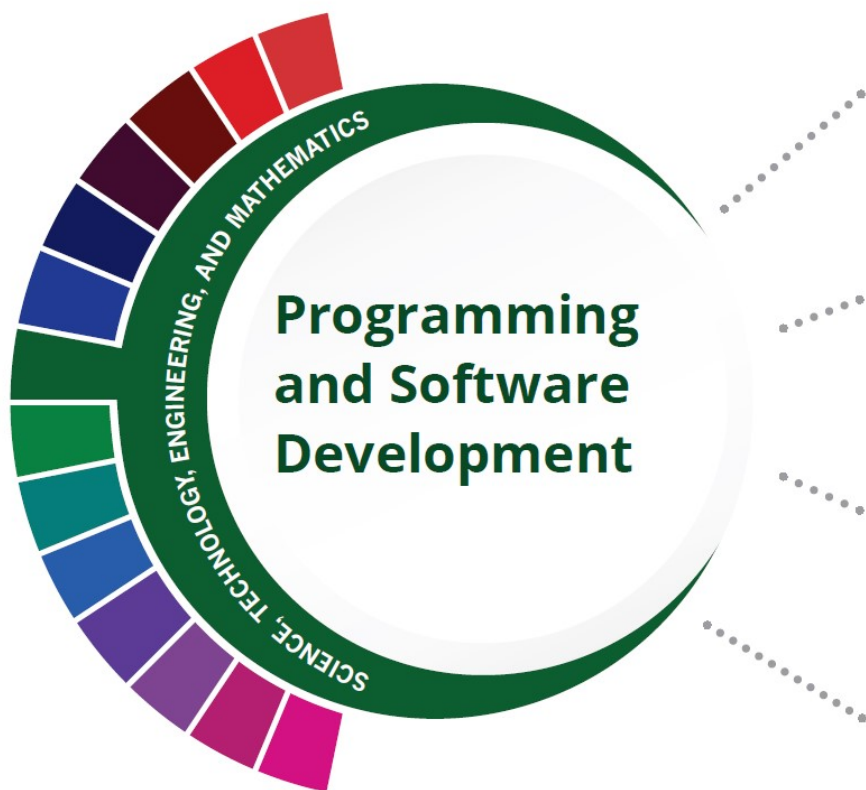 SCIENCE, TECHNOLOGY, ENGINEERING, AND MATHEMATICS
Programming
and Software
Development